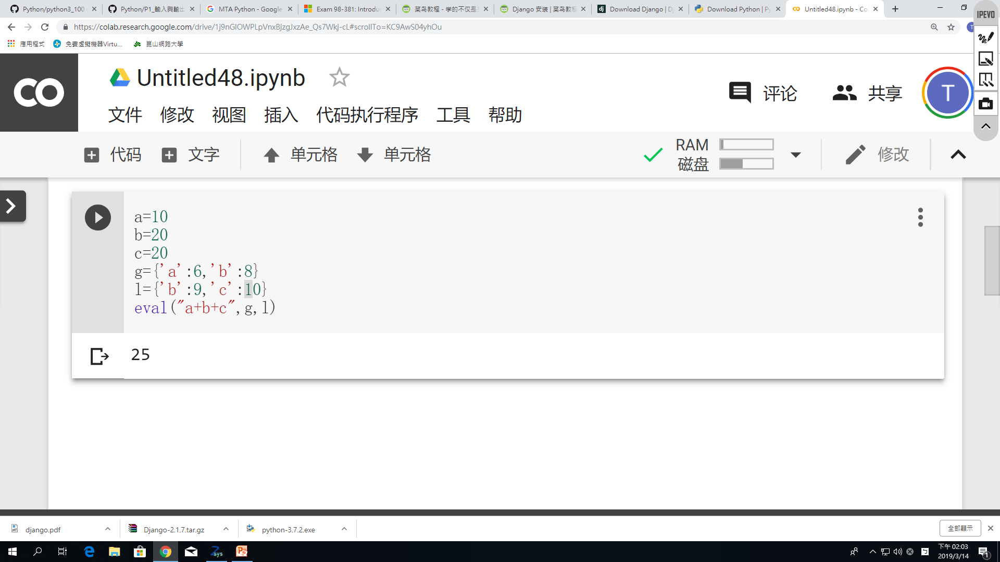 Python/python3_100
Python/P1_輸入與輸出
MTA Python - Google
Exam 98-381: Introdu
菜鸟教程 - 学的不仅是
Django 安装 | 菜鸟教程
Download Django | D
Download Python | Py
Untitled48.ipynb - Co
IPEVO
https://colab.research.google.com/drive/1j9nGlOWPLpVnxBjzgJxzAe_Qs7Wkj-cL#scrollTo=KC9AwS04yhOu
應用程式
免費虛擬機器Virtu...
崑山網路大學
CO
Untitled48.ipynb
评论
共享
T
文件 修改 视图 插入 代码执行程序 工具 帮助
代码
文字
单元格
单元格
RAM
磁盘
修改
a=10
b=20
c=20
g={'a':6,'b':8}
l={'b':9,'c':10}
eval("a+b+c",g,l)
25
django.pdf
Django-2.1.7.tar.gz
python-3.7.2.exe
全部顯示
下午 02:03
2019/3/14
1